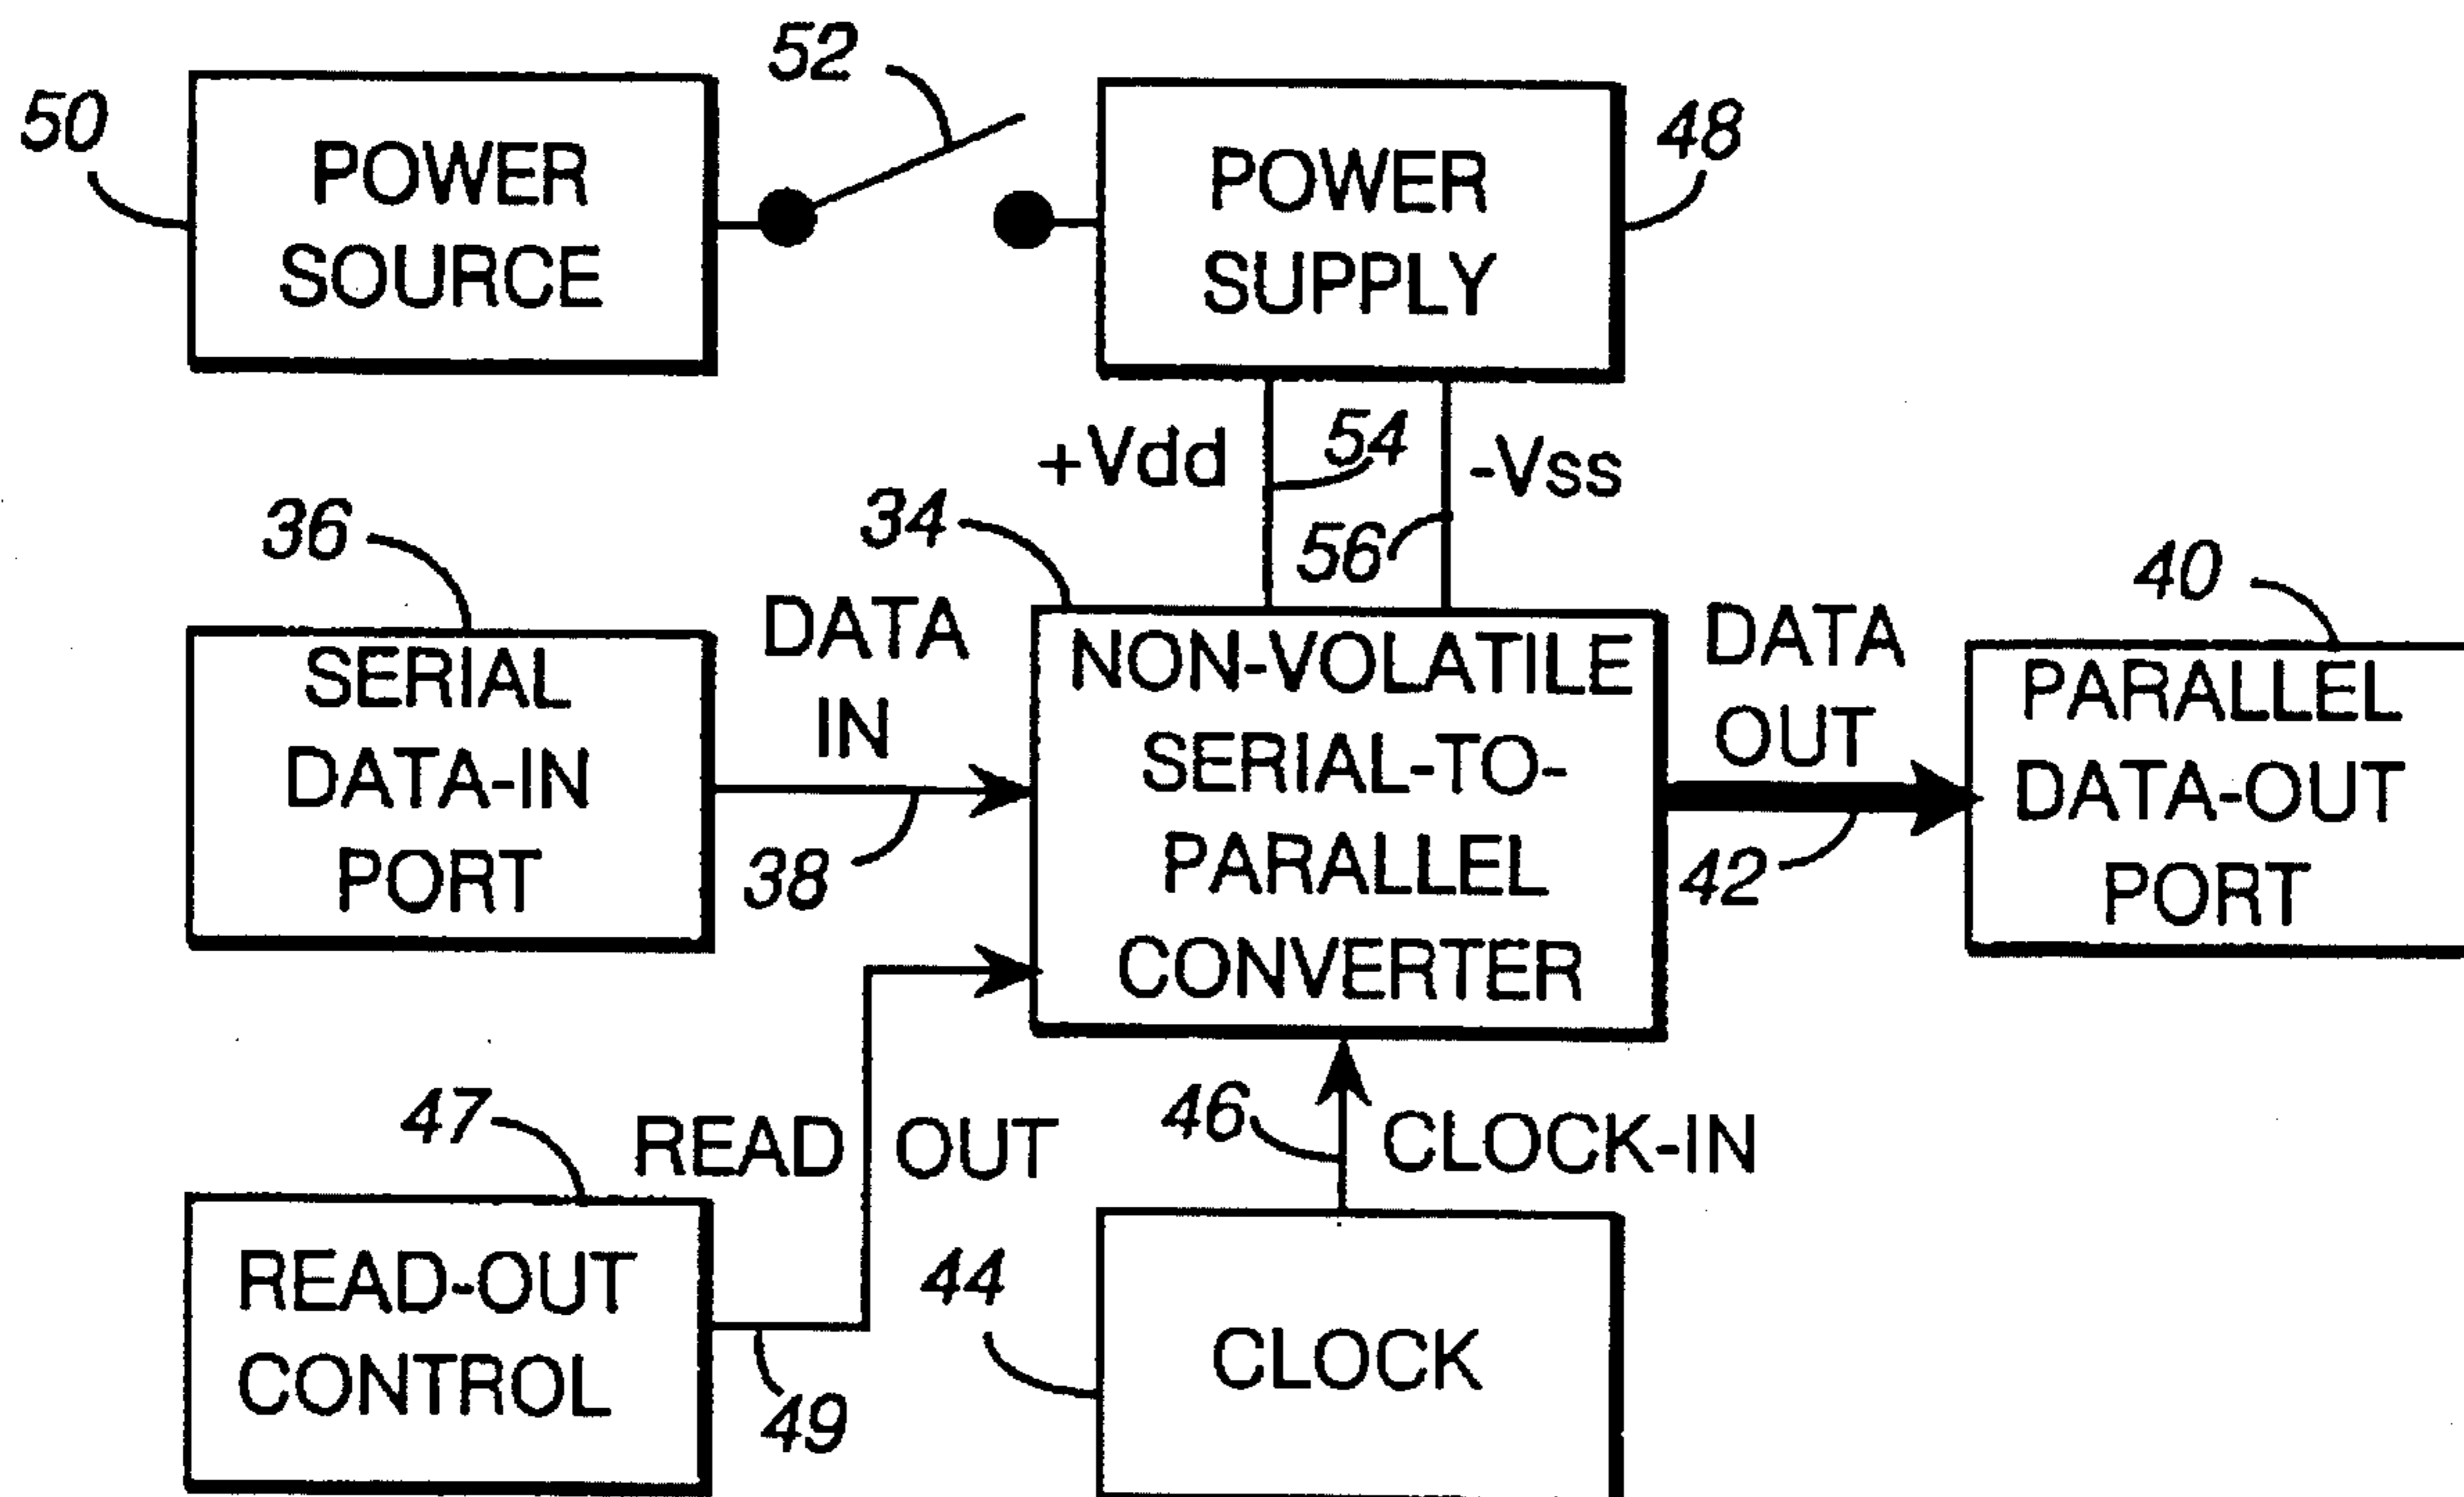 52
50
POWER
SOURCE
POWER
SUPPLY
48
+Vdd
54
-Vss
56
36
34
40
SERIAL
DATA-IN
PORT
DATA
IN
38
NON-VOLATILE
SERIAL-TO-
PARALLEL
CONVERTER
DATA
OUT
42
PARALLEL
DATA-OUT
PORT
47
READ OUT
46
CLOCK-IN
READ-OUT
CONTROL
49
44
CLOCK